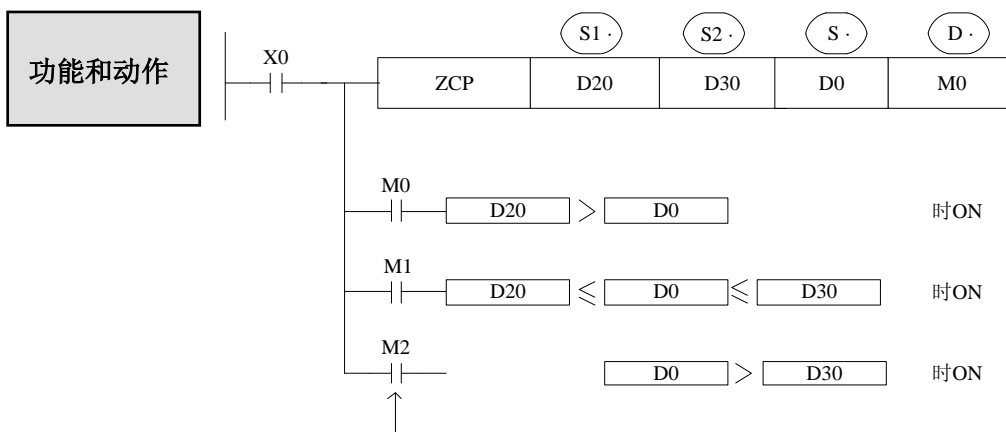 功能和动作
X0
S1· S2· S· D·
ZCP D20 D30 D0 M0
M0
D20 > D0 时ON
M1
D20 ≤ D0 ≤ D30 时ON
M2
D0 > D30 时ON